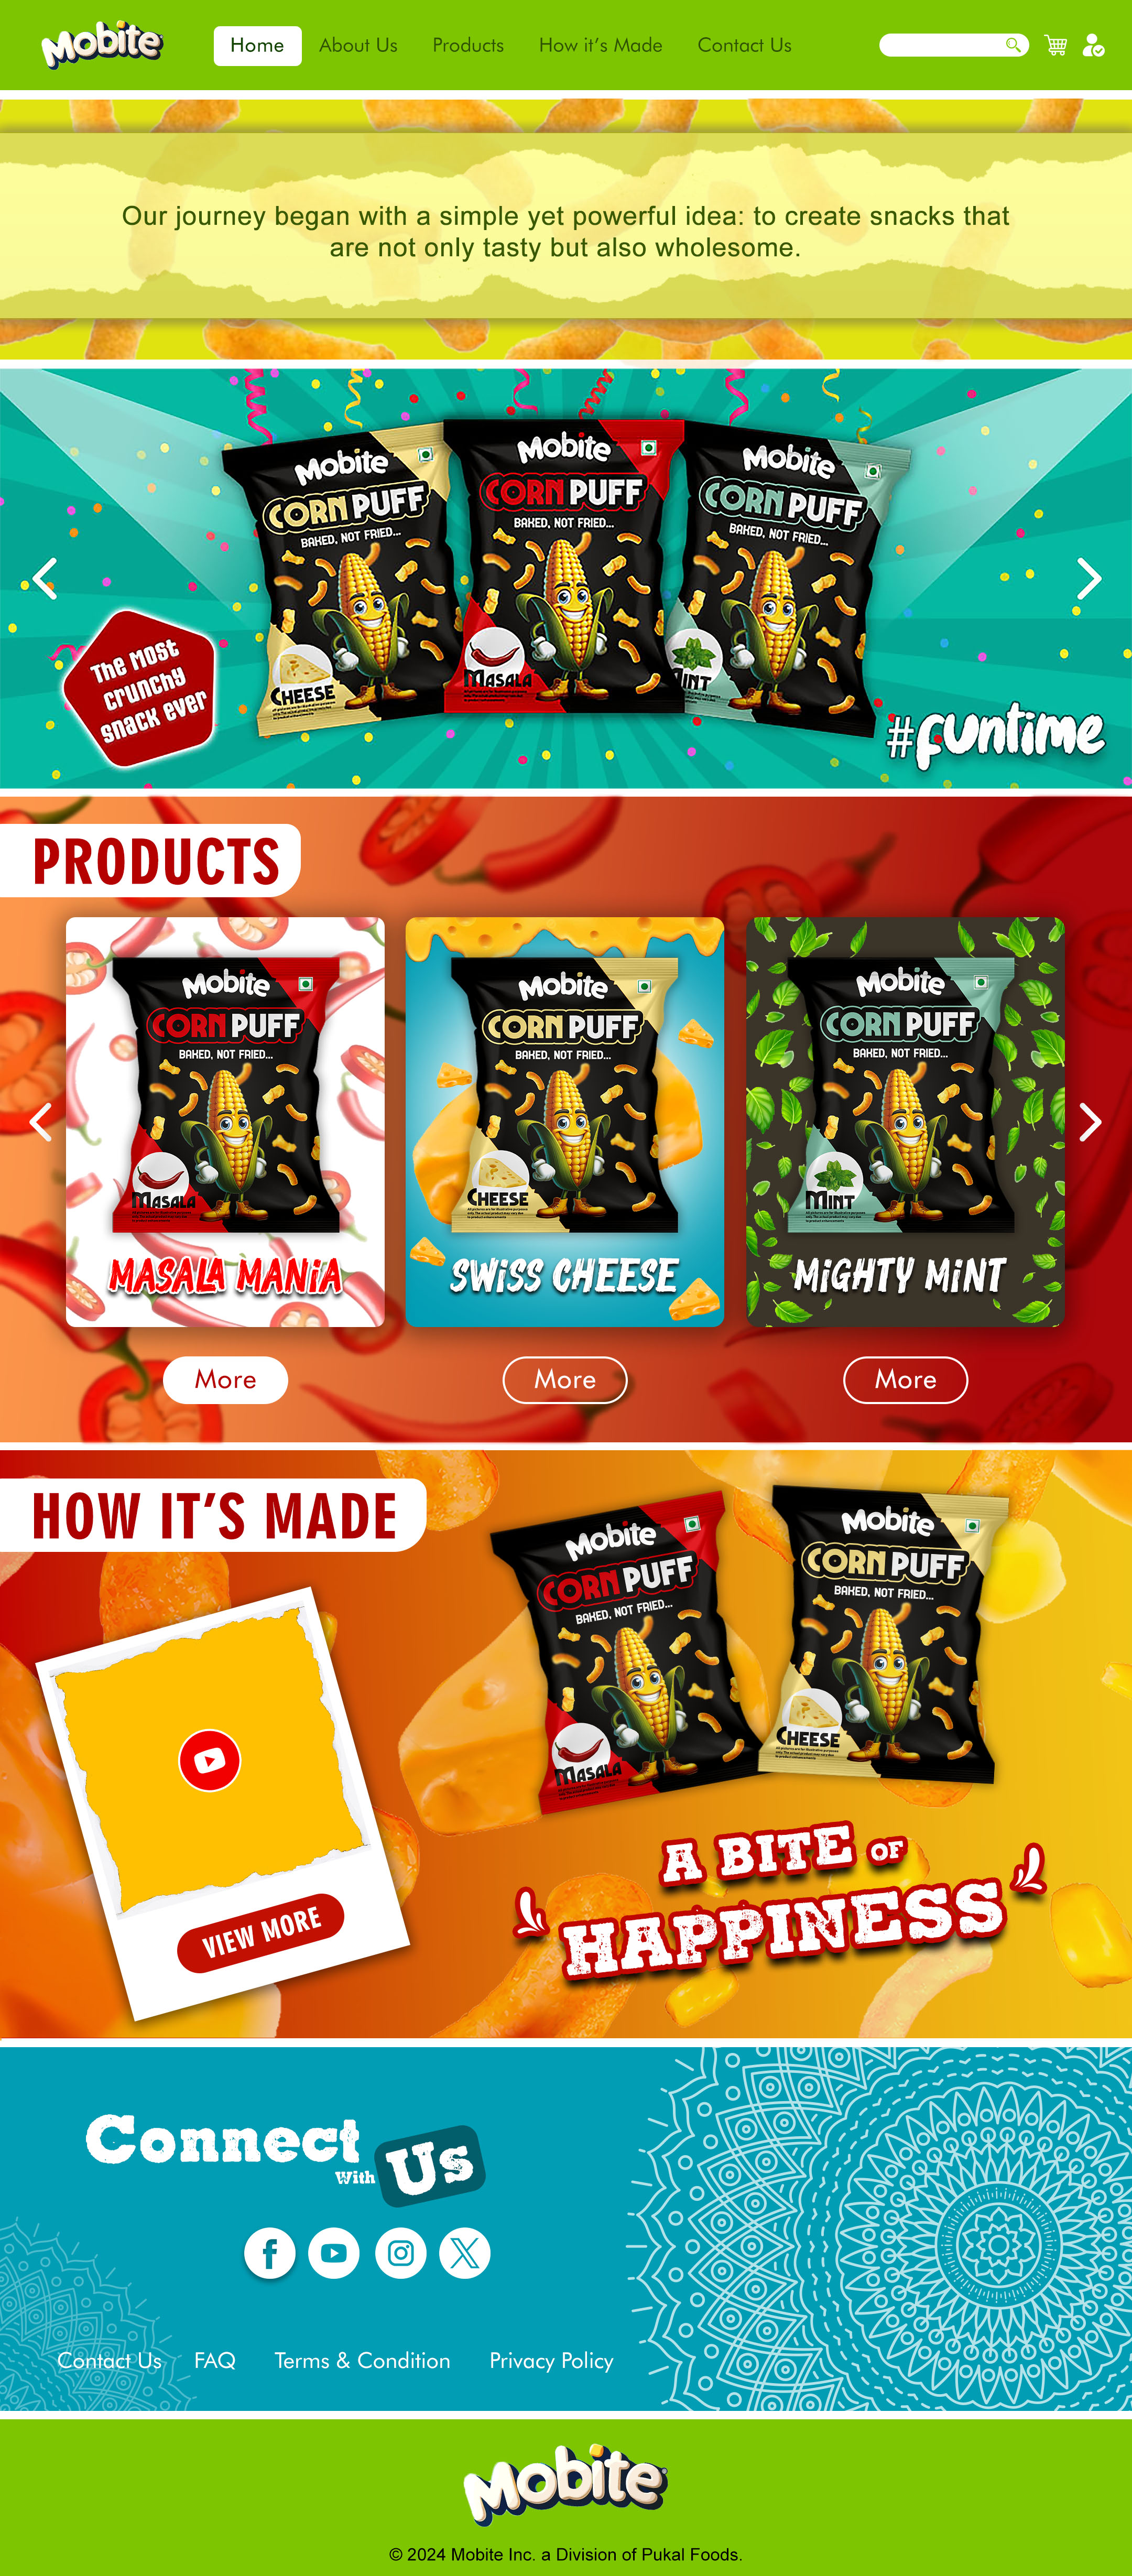 Mobite
Home
About Us
Products
How it's Made
Contact Us
Our journey began with a simple yet powerful idea: to create snacks that
are not only tasty but also wholesome.
Mobite
CORN PUFF
BAKED, NOT FRIED...
CHEESE
Mobite
CORN PUFF
BAKED, NOT FRIED...
MASALA
Mobite
CORN PUFF
BAKED, NOT FRIED...
MINT
The most
crunchy
snack ever
#funtime
PRODUCTS
Mobite
CORN PUFF
BAKED, NOT FRIED...
MASALA
MASALA MANiA
Mobite
CORN PUFF
BAKED, NOT FRIED...
CHEESE
SWiSS CHEESE
Mobite
CORN PUFF
BAKED, NOT FRIED...
MINT
MiGHTY MiNT
More
More
More
HOW IT'S MADE
Mobite
CORN PUFF
BAKED, NOT FRIED...
MASALA
Mobite
CORN PUFF
BAKED, NOT FRIED...
CHEESE
VIEW MORE
A BITE OF
HAPPINESS
Connect
With Us
Contact Us
FAQ
Terms & Condition
Privacy Policy
Mobite
© 2024 Mobite Inc. a Division of Pukal Foods.